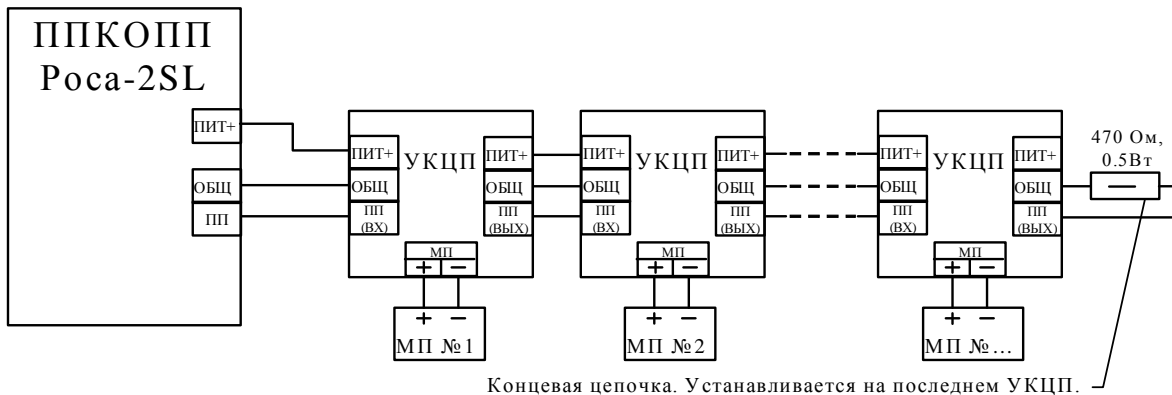 ППКОПП
Роса-2SL
ПИТ+
ОБЩ
ПП
ПИТ+
ОБЩ
ПП
(ВХ)
УКЦП
ПИТ+
ОБЩ
ПП
(ВЫХ)
МП
+ −
+ −
МП №1
ПИТ+
ОБЩ
ПП
(ВХ)
УКЦП
ПИТ+
ОБЩ
ПП
(ВЫХ)
МП
+ −
+ −
МП №2
ПИТ+
ОБЩ
ПП
(ВХ)
УКЦП
ПИТ+
ОБЩ
ПП
(ВЫХ)
МП
+ −
+ −
МП №...
470 Ом,
0.5Вт
Концевая цепочка. Устанавливается на последнем УКЦП.